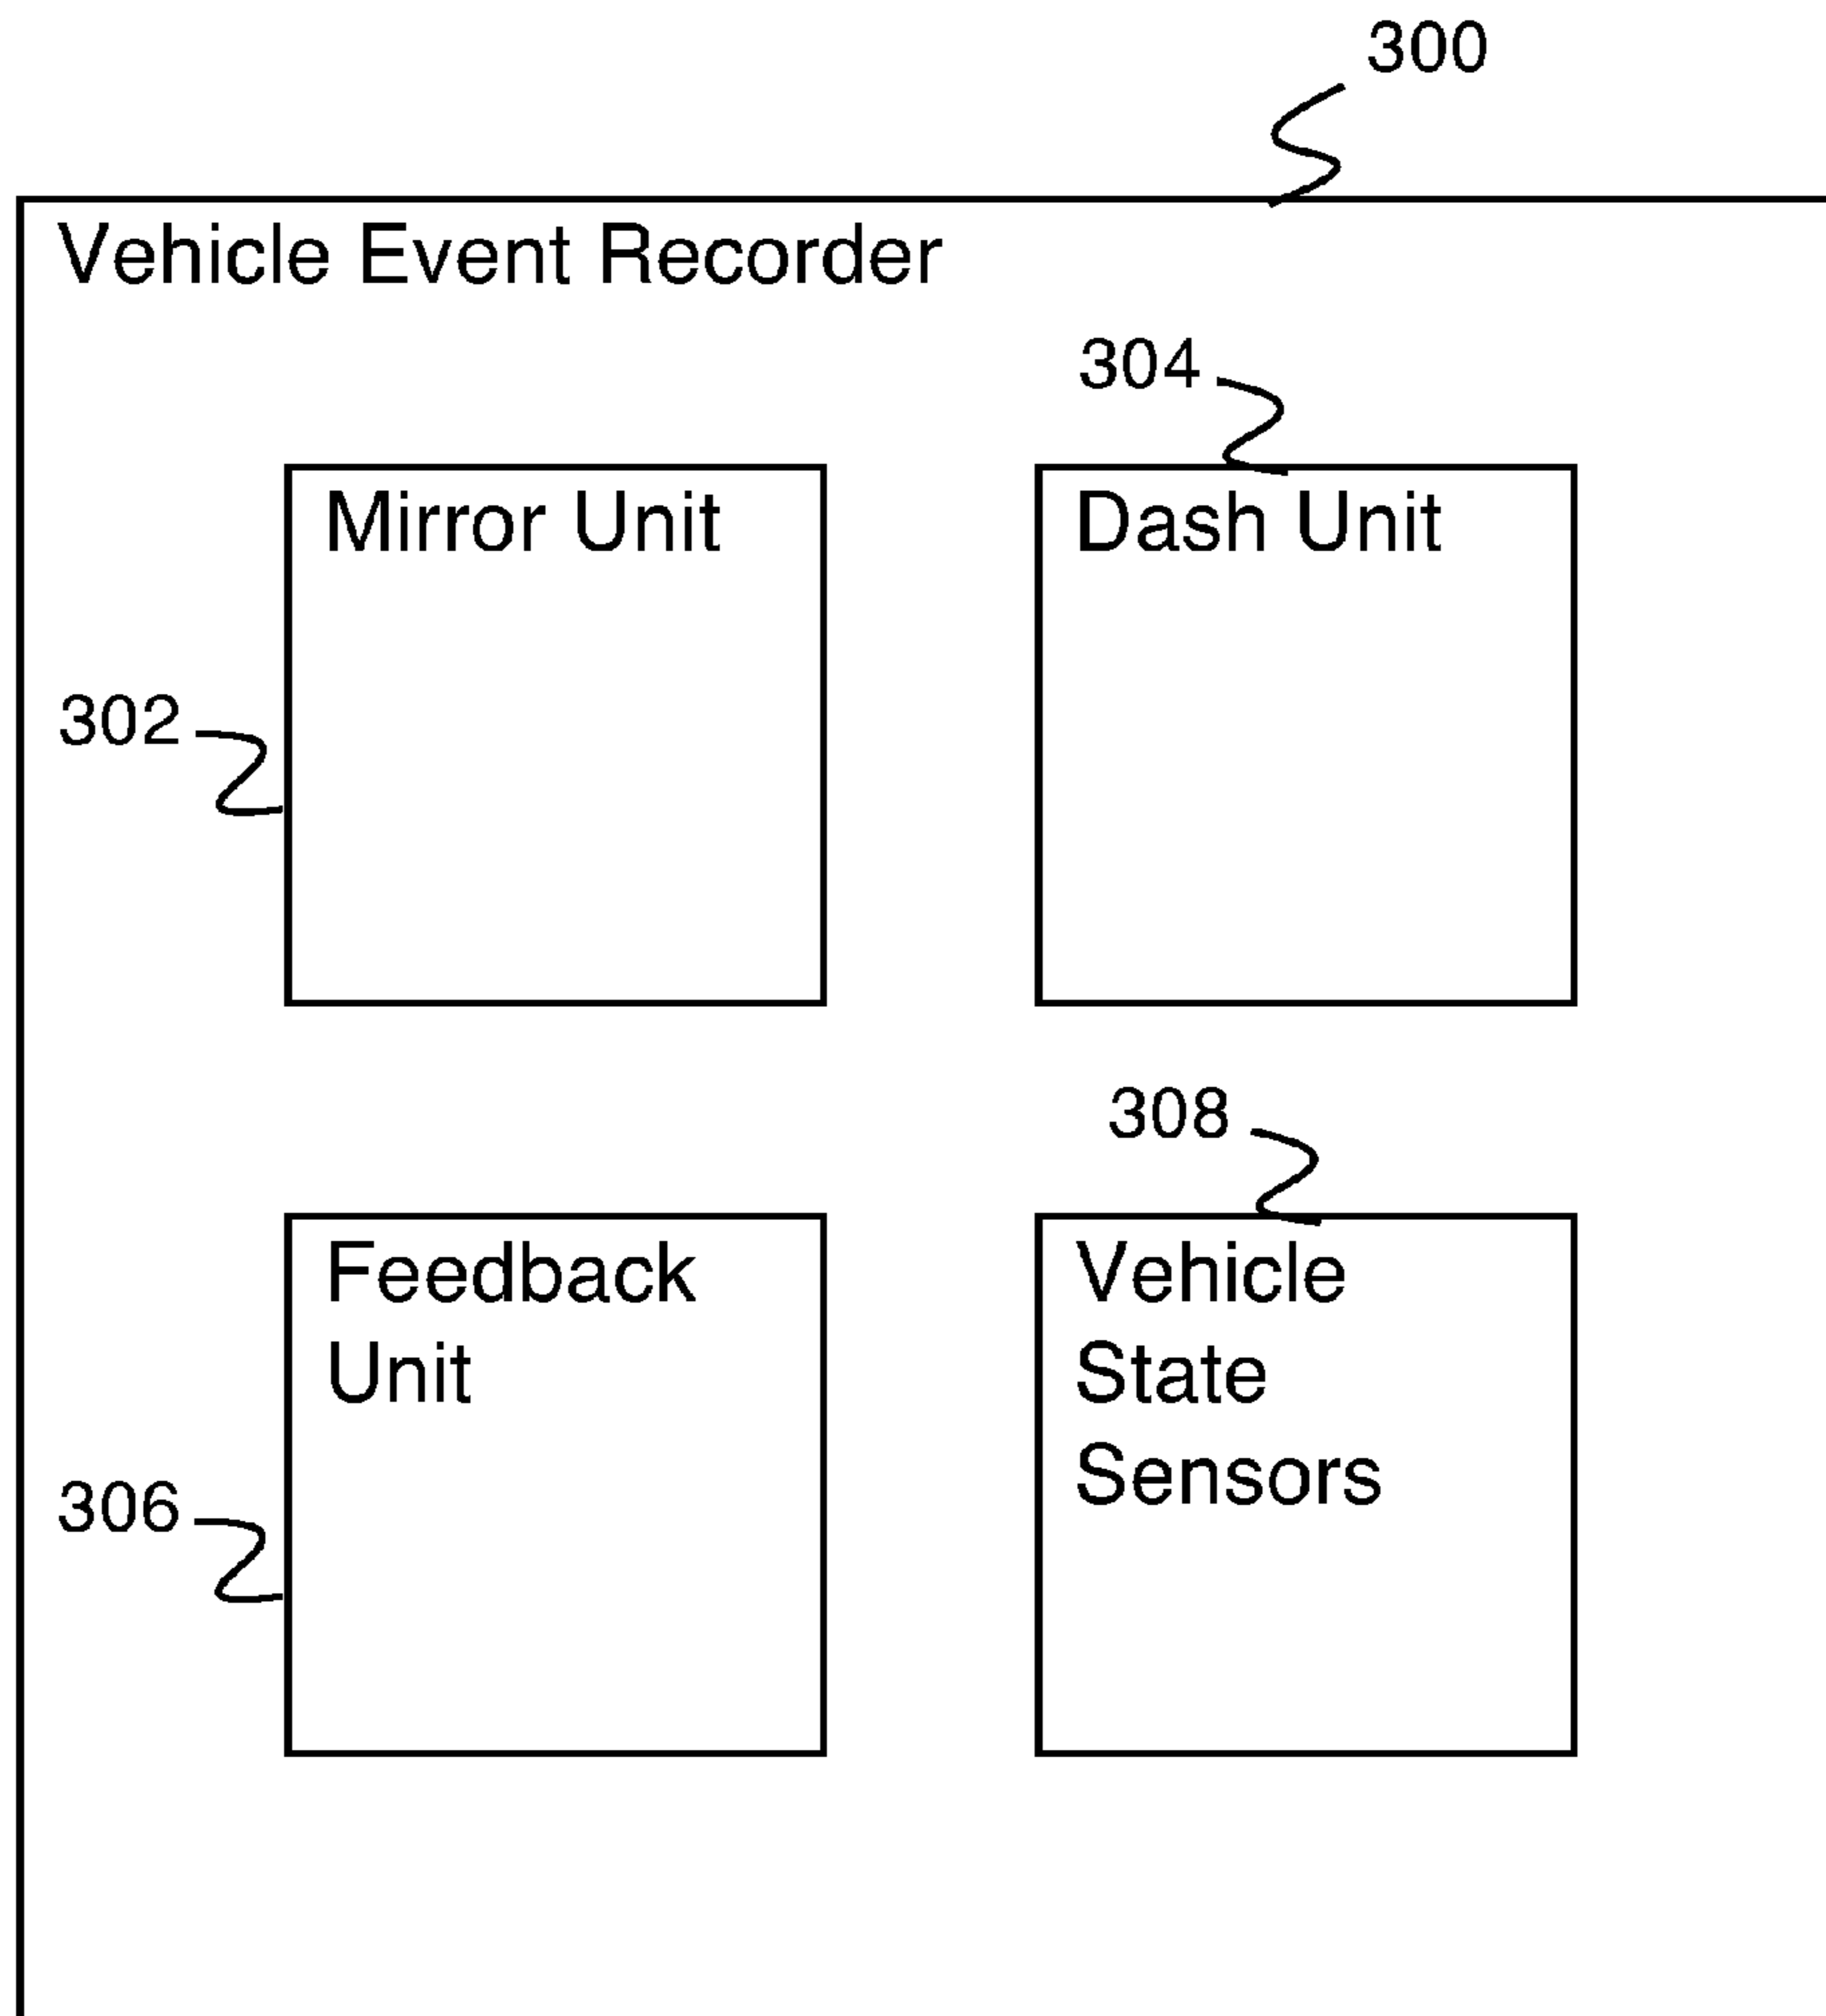 300
Vehicle Event Recorder
304
Mirror Unit
Dash Unit
302
308
Feedback
Unit
Vehicle
State
Sensors
306